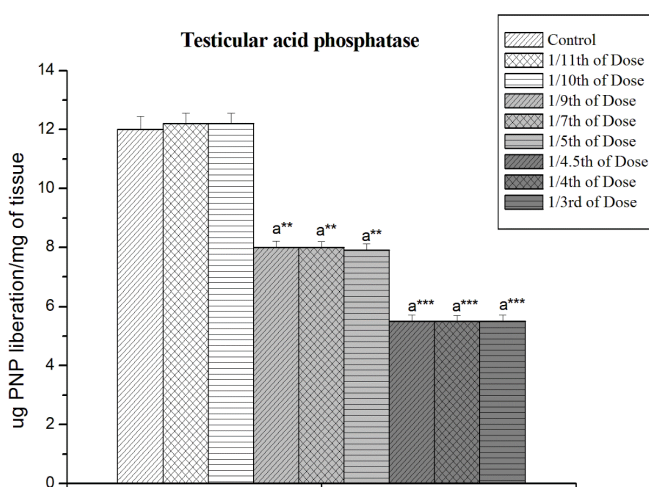 Testicular acid phosphatase
Control
1/11th of Dose
1/10th of Dose
1/9th of Dose
1/7th of Dose
1/5th of Dose
1/4.5th of Dose
1/4th of Dose
1/3rd of Dose
ug PNP liberation/mg of tissue
14
12
10
8
6
4
2
0
a**
a**
a**
a***
a***
a***